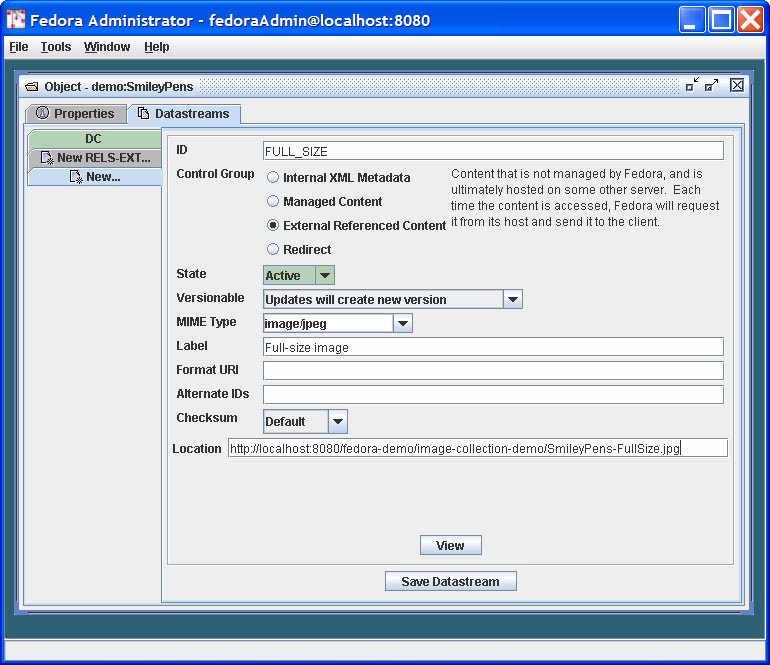 Fedora Administrator - fedoraAdmin@localhost:8080
File Tools Window Help
Object - demo:SmileyPens
Properties Datastreams
DC
New RELS-EXT...
New...
ID FULL_SIZE
Control Group
Internal XML Metadata
Managed Content
External Referenced Content
Redirect
Content that is not managed by Fedora, and is
ultimately hosted on some other server. Each
time the content is accessed, Fedora will request
it from its host and send it to the client.
State Active
Versionable Updates will create new version
MIME Type image/jpeg
Label Full-size image
Format URI
Alternate IDs
Checksum Default
Location http://localhost:8080/fedora-demo/image-collection-demo/SmileyPens-FullSize.jpg
View
Save Datastream